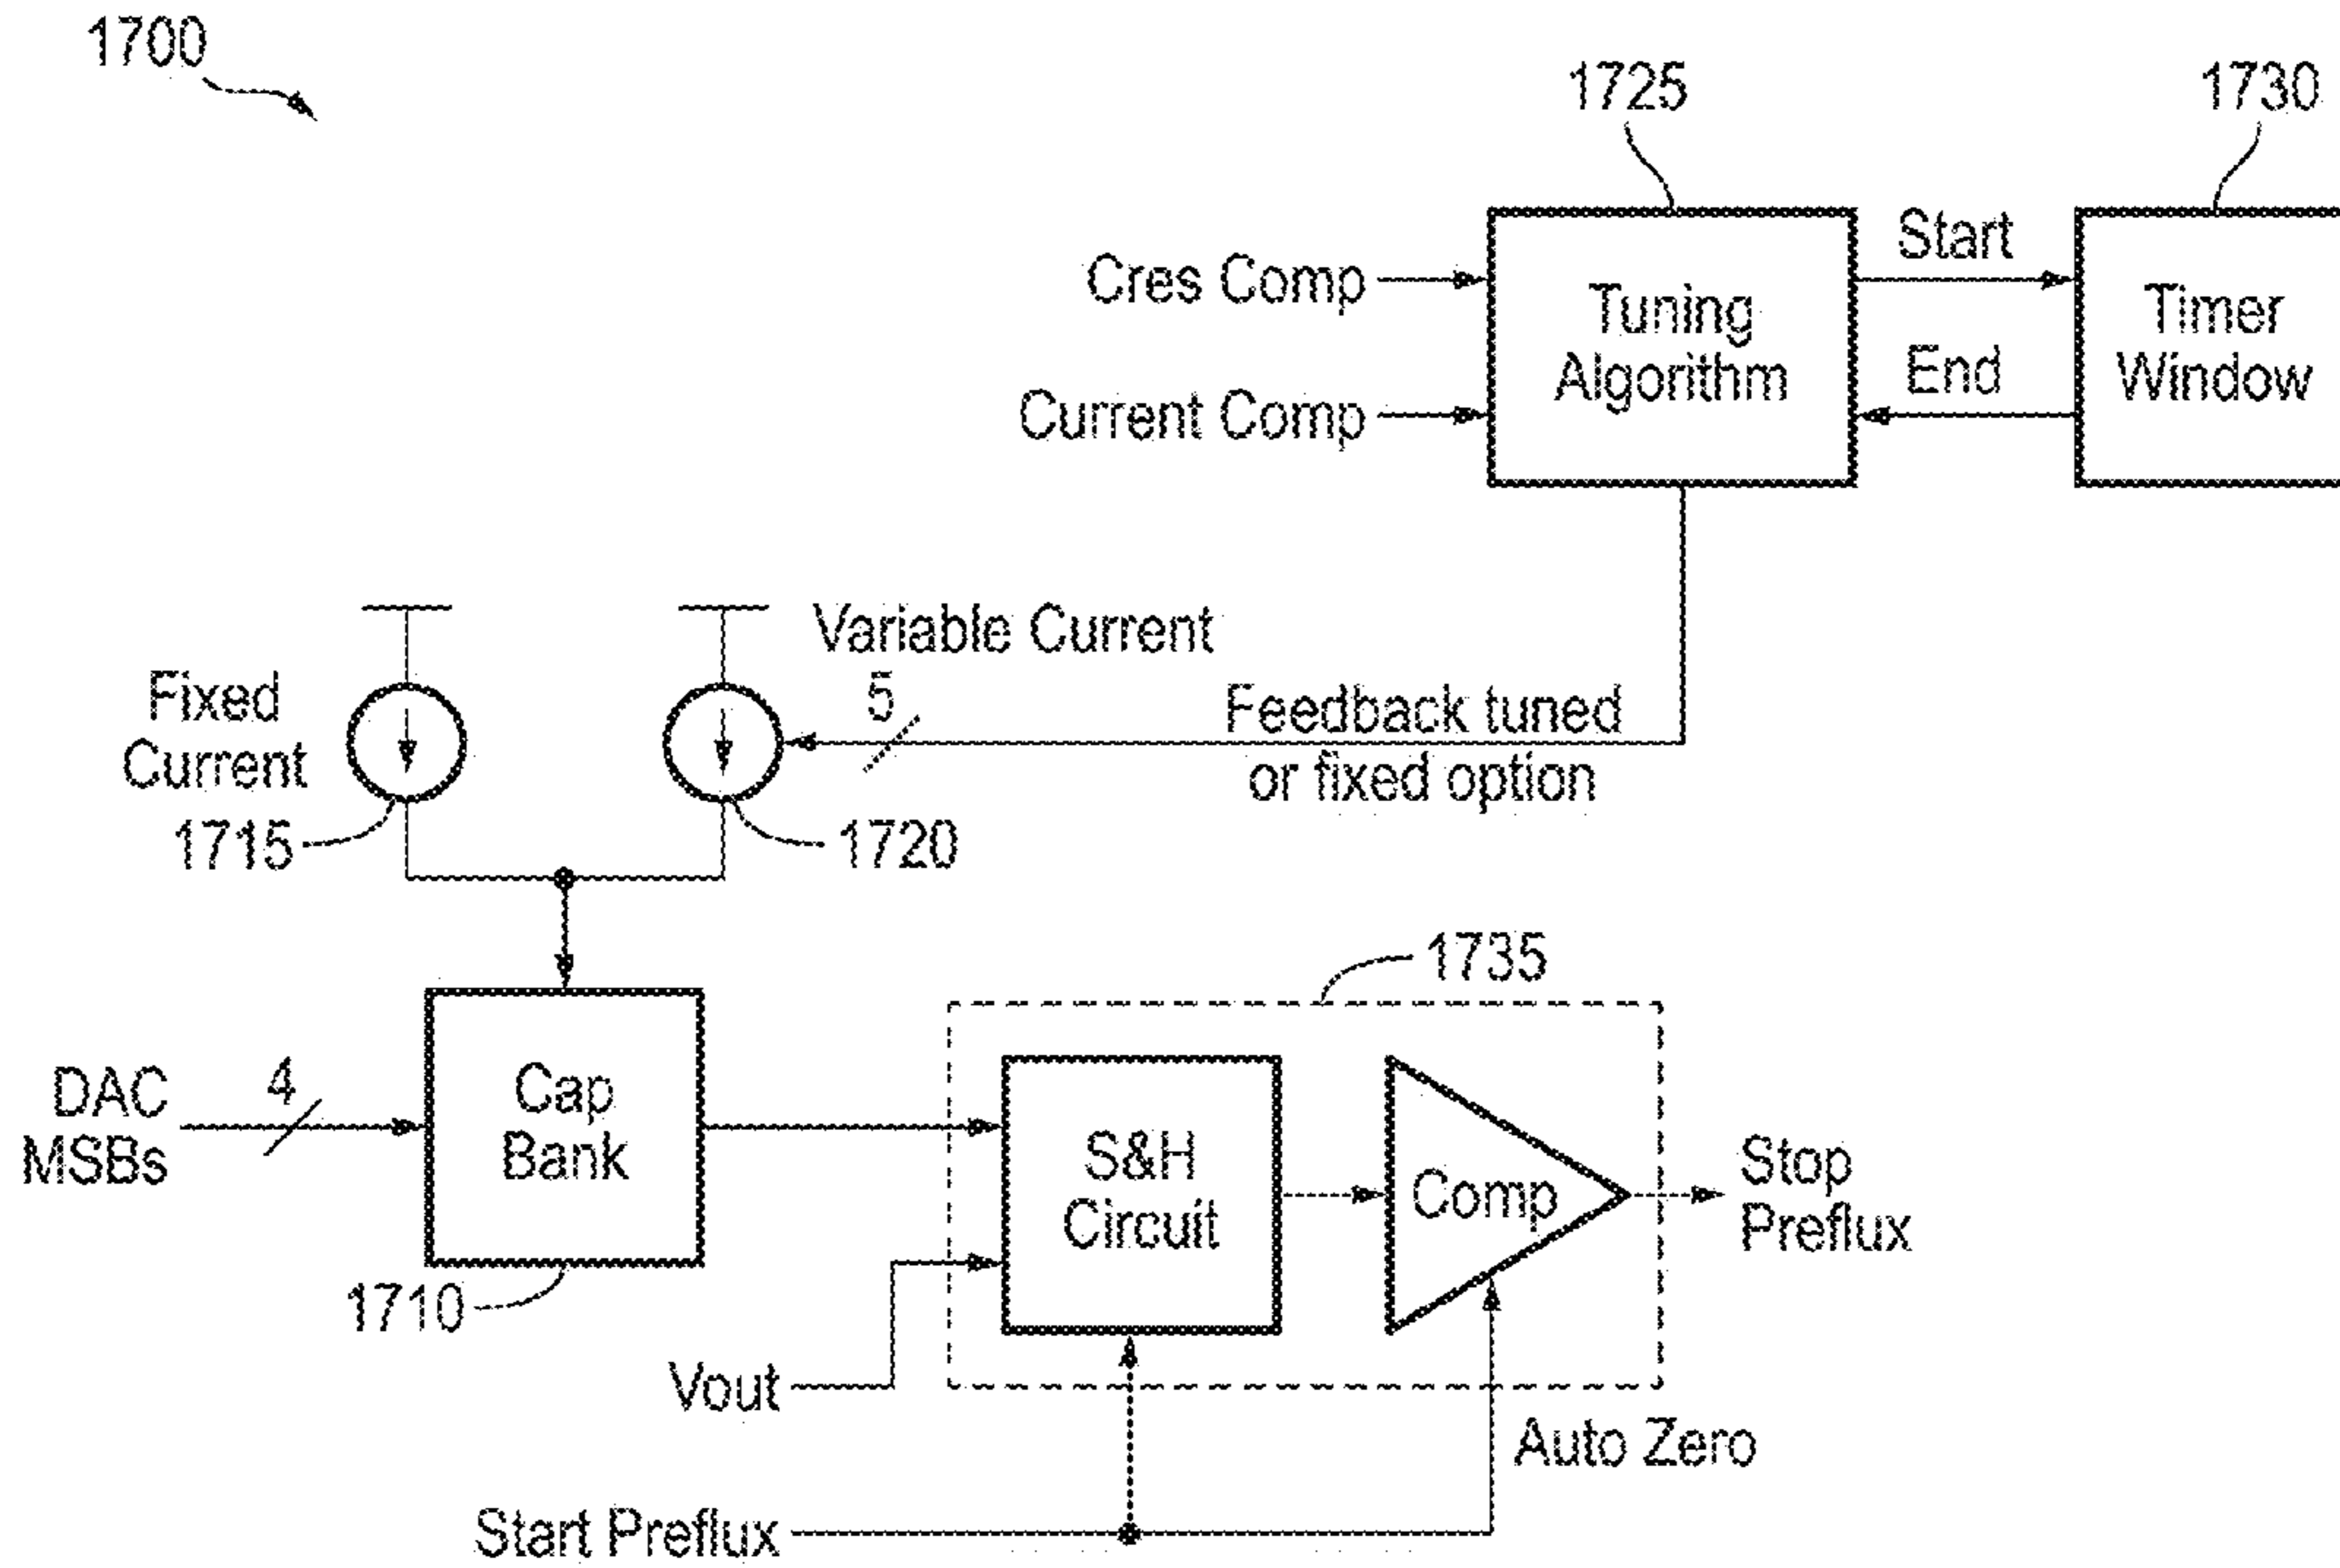 1700
1725
1730
Cres Comp
Current Comp
Tuning
Algorithm
Start
End
Timer
Window
Fixed
Current
1715
Variable Current
5
1720
Feedback tuned
or fixed option
DAC
MSBs
4
Cap
Bank
1710
1735
S&H
Circuit
Comp
Stop
Preflux
Vout
Auto Zero
Start Preflux